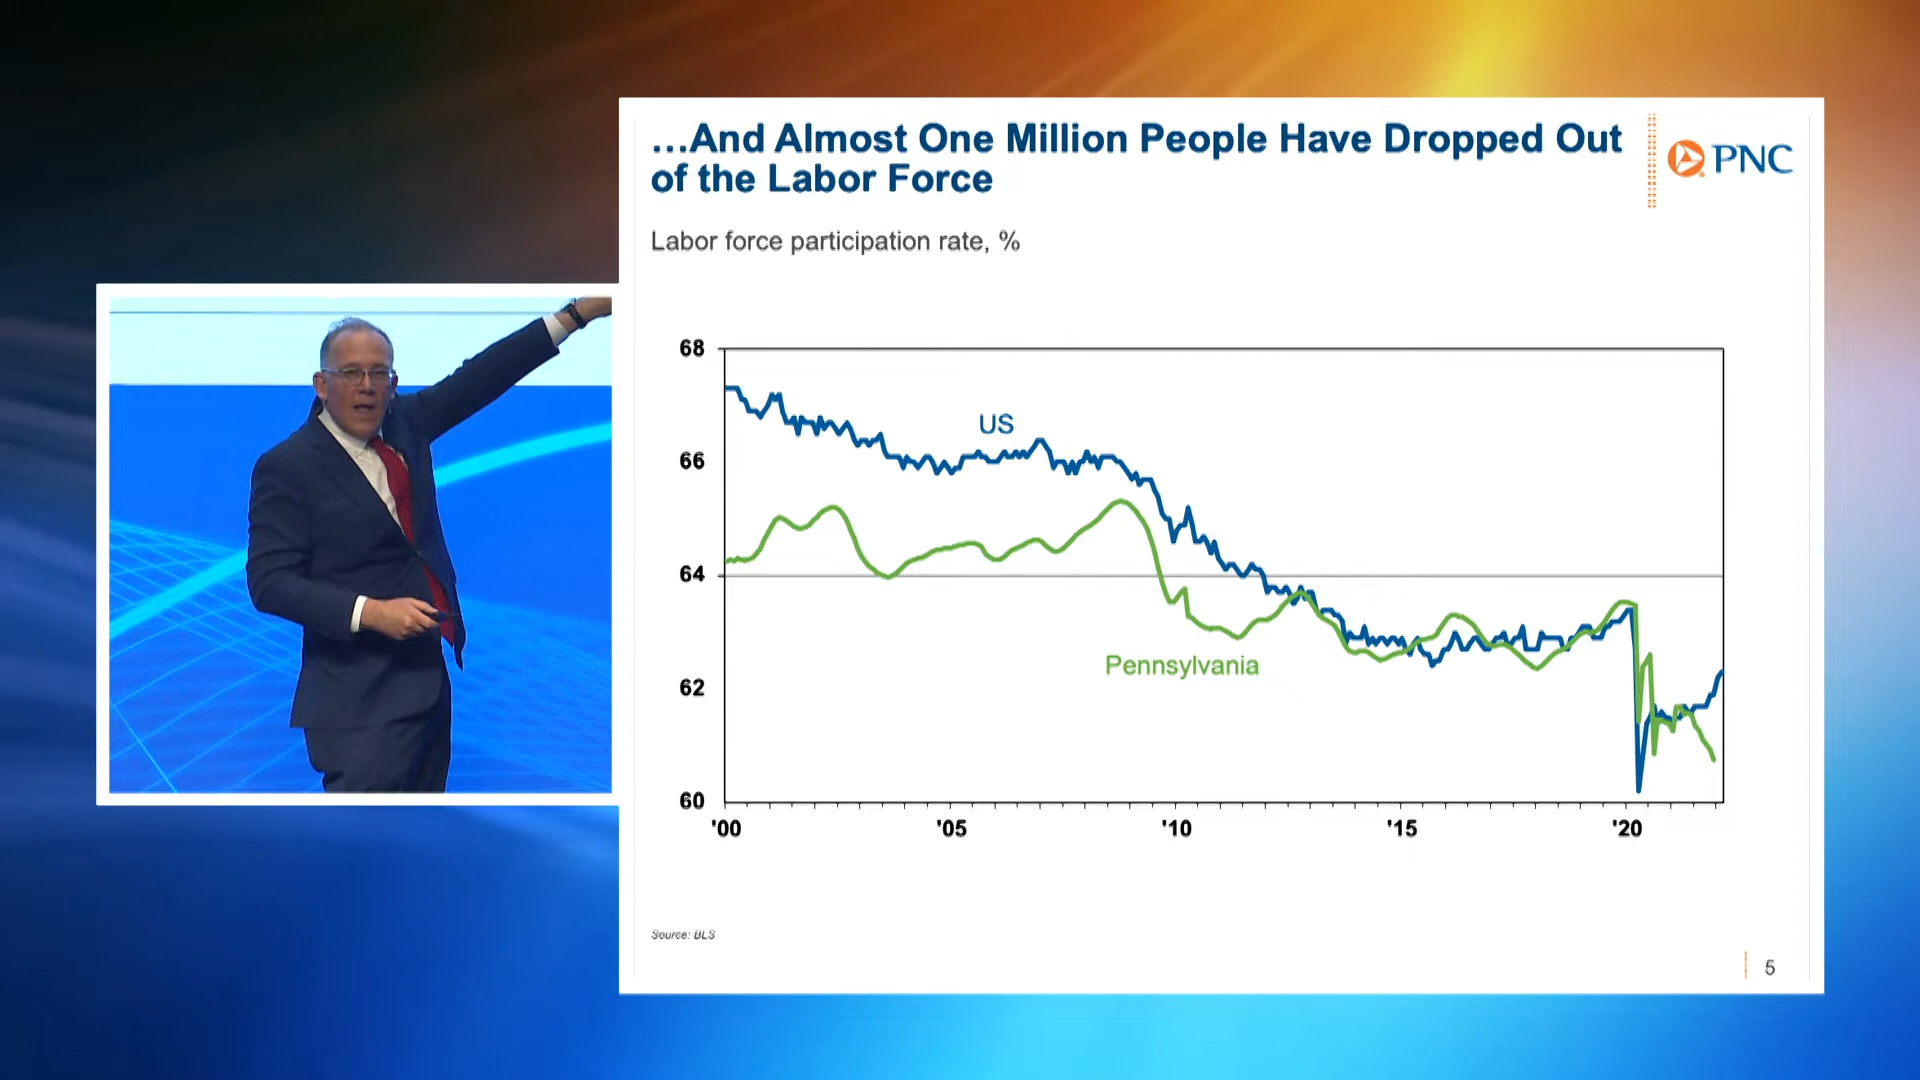 …And Almost One Million People Have Dropped Out
of the Labor Force
PNC
Labor force participation rate, %
68
66
64
62
60
US
Pennsylvania
'00
'05
'10
'15
'20
Source: BLS
5